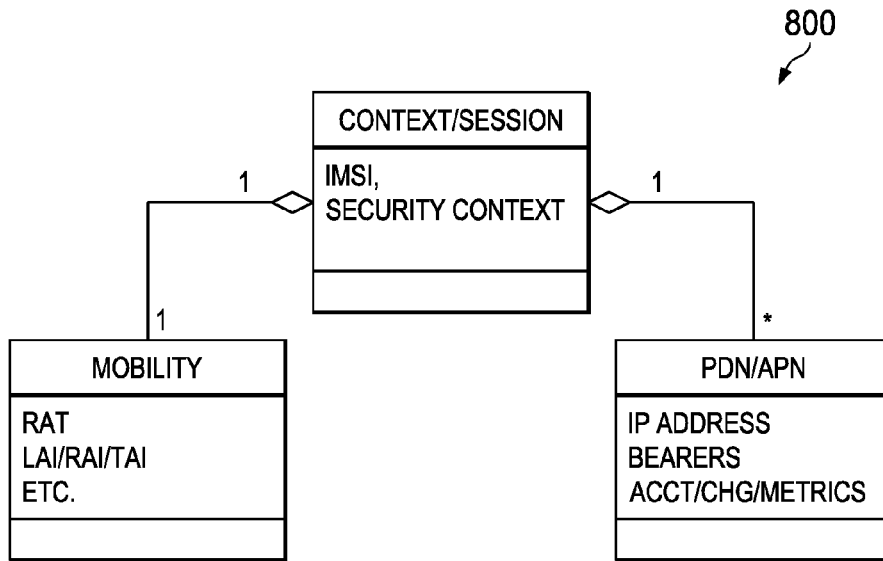 800
CONTEXT/SESSION
IMSI,
SECURITY CONTEXT
1
1
1
*
MOBILITY
RAT
LAI/RAI/TAI
ETC.
PDN/APN
IP ADDRESS
BEARERS
ACCT/CHG/METRICS